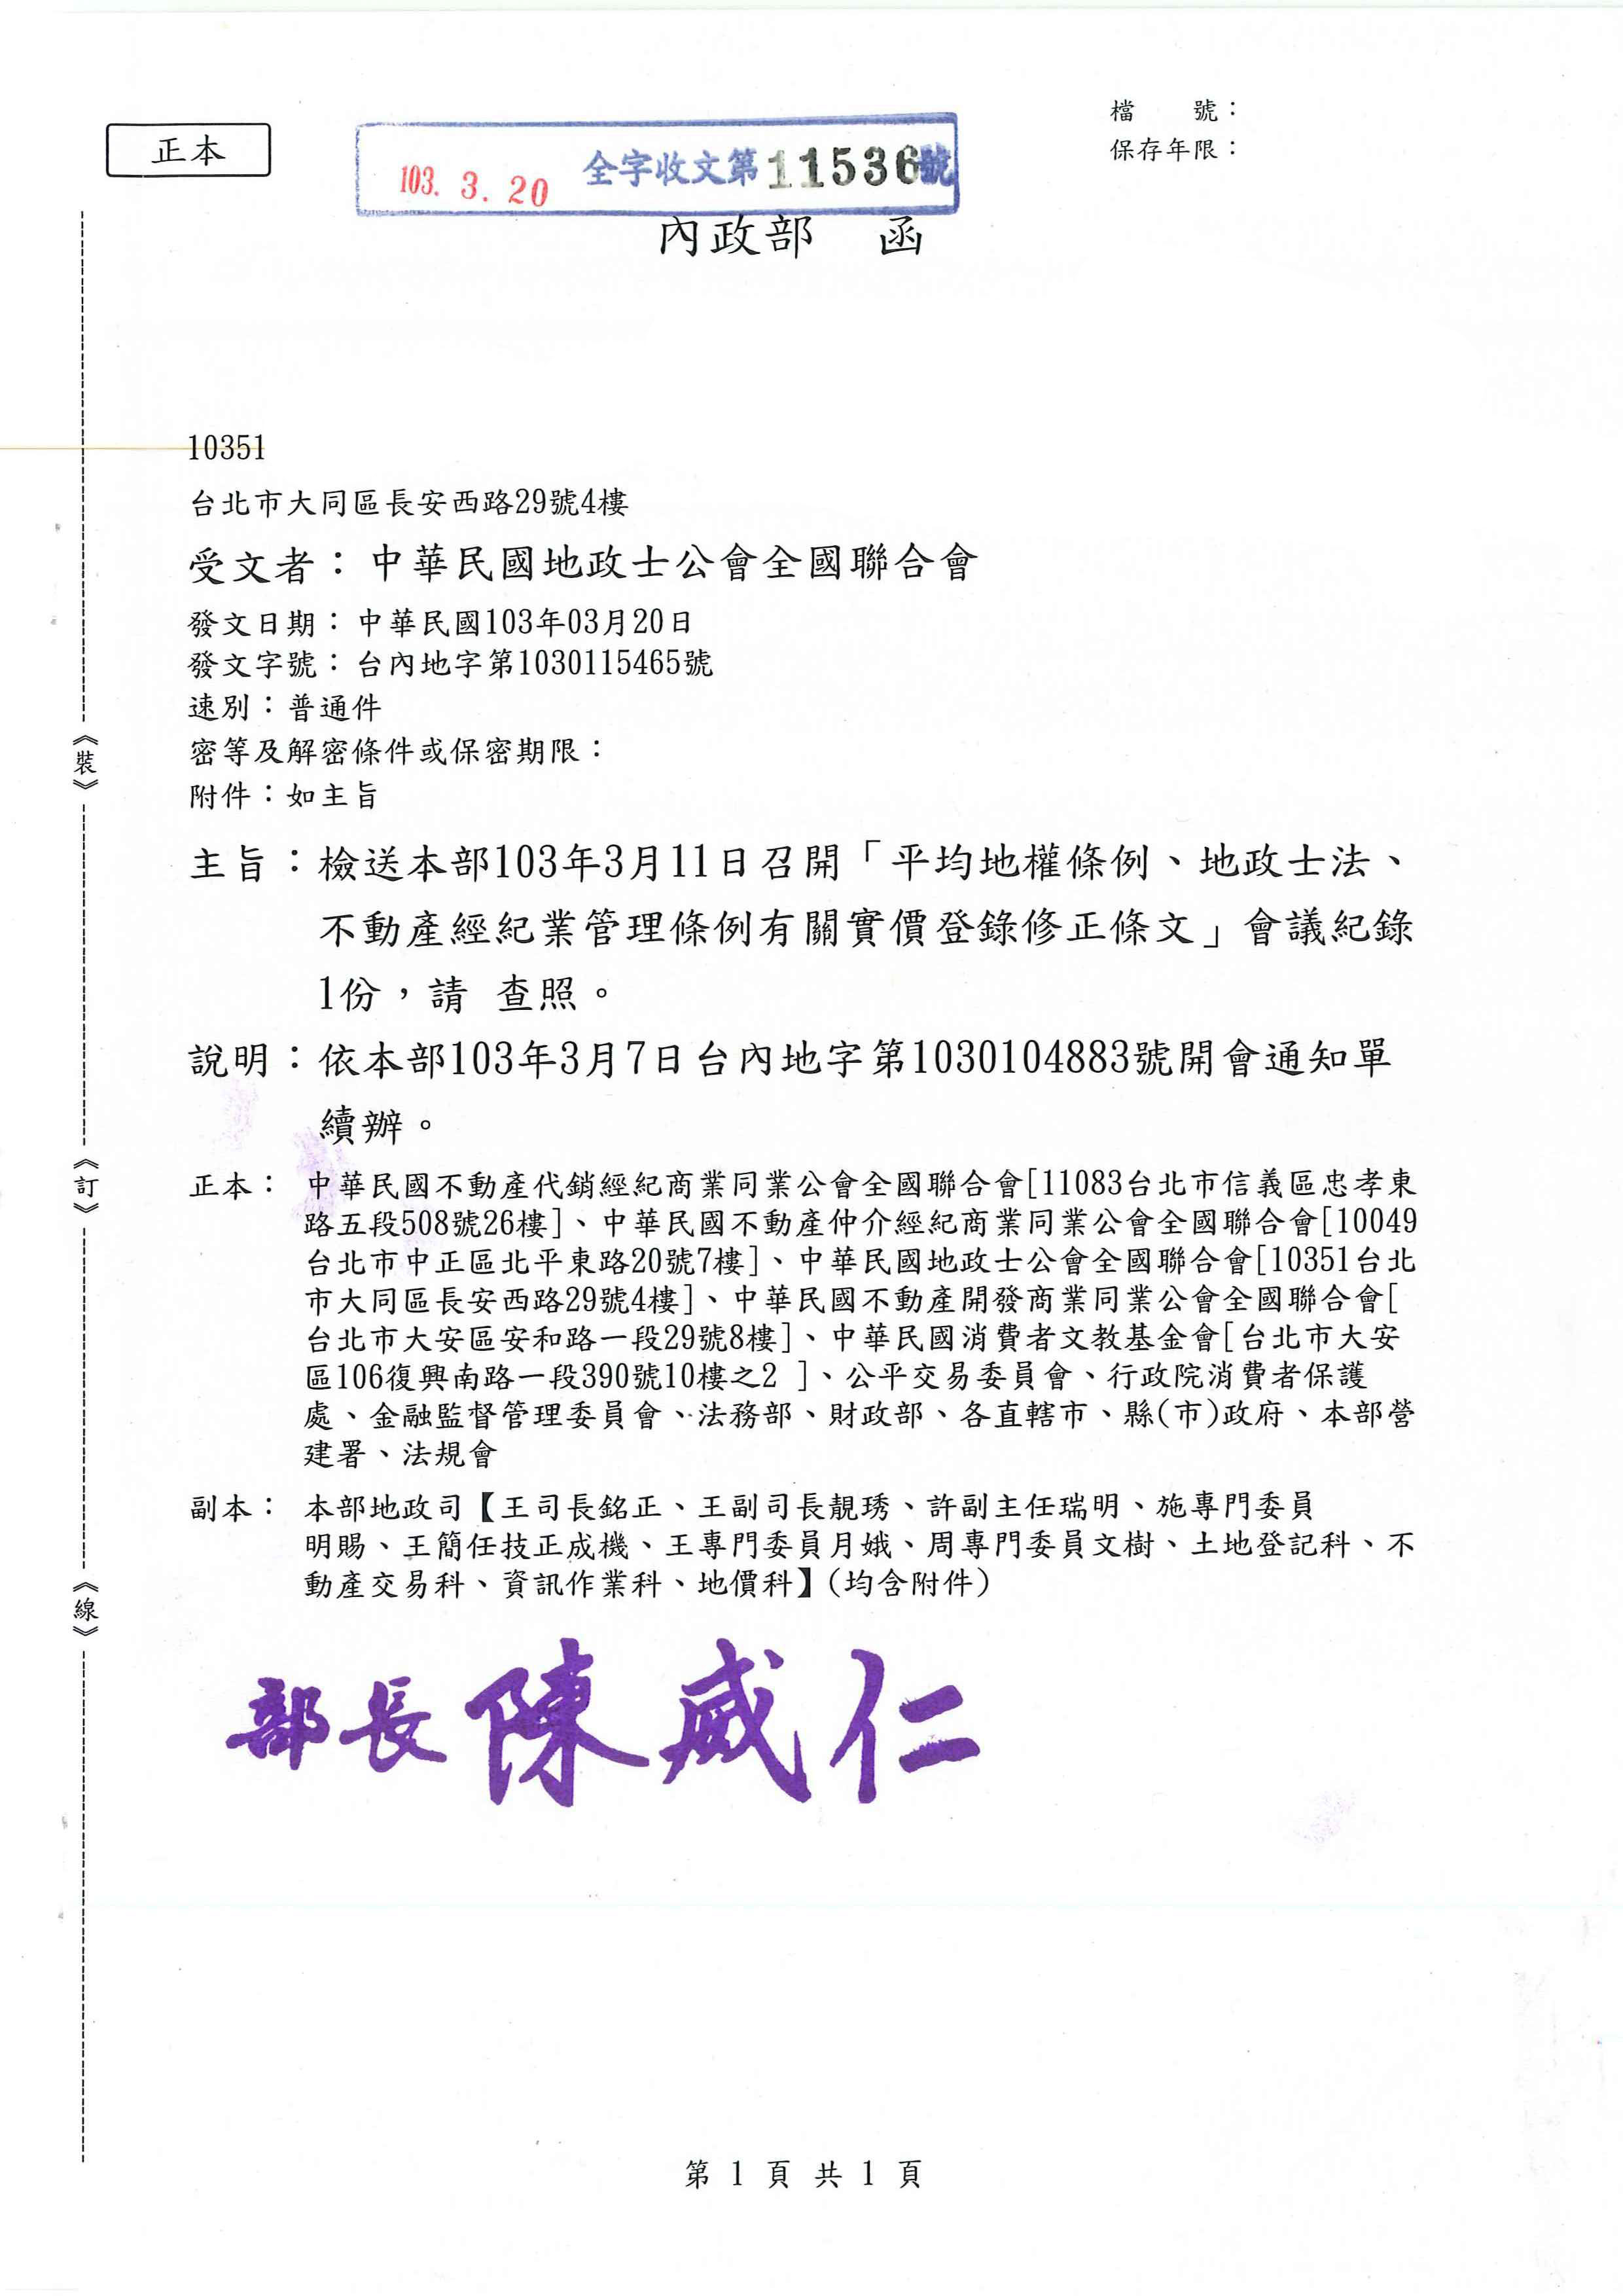 檔　　號：
保存年限：
正本
103. 3. 20　全字收文第11536號
內政部　函
10351
台北市大同區長安西路29號4樓
受文者：中華民國地政士公會全國聯合會
發文日期：中華民國103年03月20日
發文字號：台內地字第1030115465號
速別：普通件
密等及解密條件或保密期限：
附件：如主旨
主旨：檢送本部103年3月11日召開「平均地權條例、地政士法、
不動產經紀業管理條例有關實價登錄修正條文」會議紀錄
1份，請 查照。
說明：依本部103年3月7日台內地字第1030104883號開會通知單
續辦。
正本：中華民國不動產代銷經紀商業同業公會全國聯合會[11083台北市信義區忠孝東
路五段508號26樓]、中華民國不動產仲介經紀商業同業公會全國聯合會[10049
台北市中正區北平東路20號7樓]、中華民國地政士公會全國聯合會[10351台北
市大同區長安西路29號4樓]、中華民國不動產開發商業同業公會全國聯合會[
台北市大安區安和路一段29號8樓]、中華民國消費者文教基金會[台北市大安
區106復興南路一段390號10樓之2 ]、公平交易委員會、行政院消費者保護
處、金融監督管理委員會、法務部、財政部、各直轄市、縣(市)政府、本部營
建署、法規會
副本：本部地政司【王司長銘正、王副司長靚琇、許副主任瑞明、施專門委員
明賜、王簡任技正成機、王專門委員月娥、周專門委員文樹、土地登記科、不
動產交易科、資訊作業科、地價科】(均含附件)
部長 陳威仁
《裝》
《訂》
《線》
第 1 頁 共 1 頁